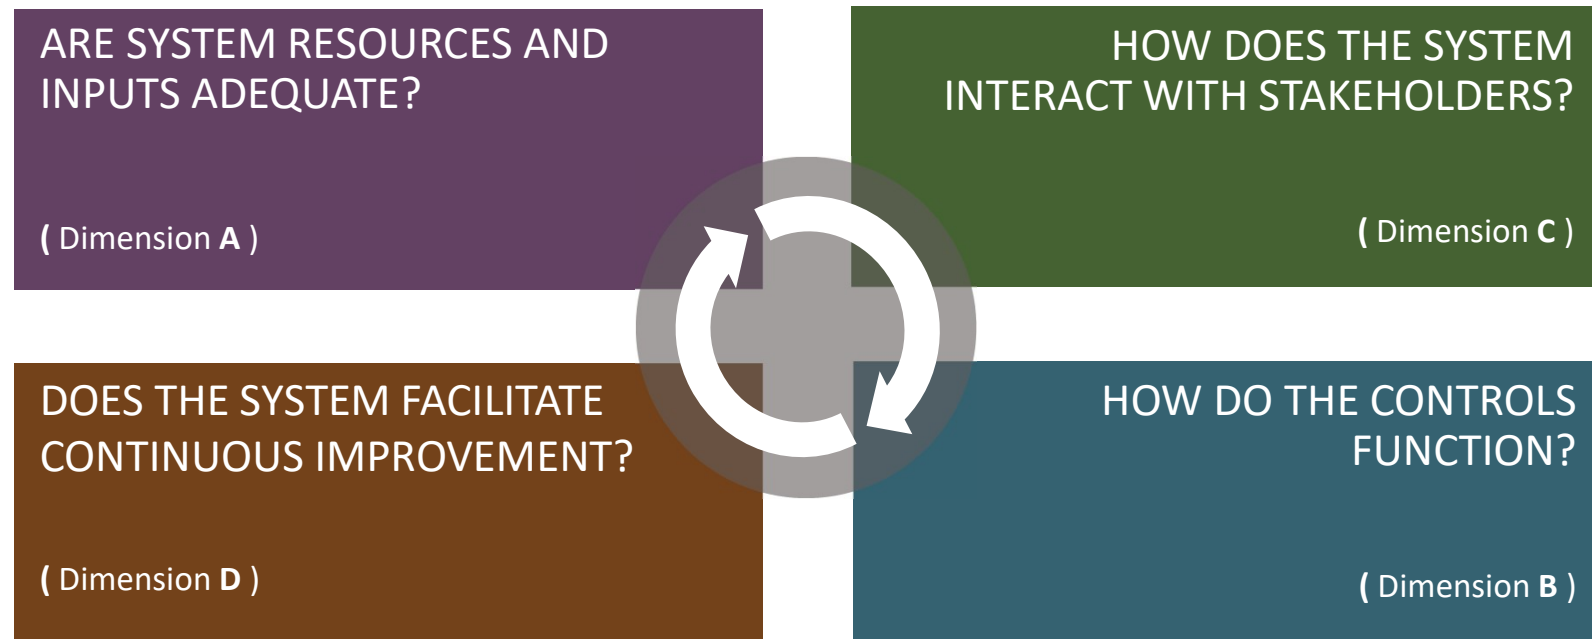 ARE SYSTEM RESOURCES AND
INPUTS ADEQUATE?
( Dimension A )
HOW DOES THE SYSTEM
INTERACT WITH STAKEHOLDERS?
( Dimension C )
DOES THE SYSTEM FACILITATE
CONTINUOUS IMPROVEMENT?
( Dimension D )
HOW DO THE CONTROLS
FUNCTION?
( Dimension B )